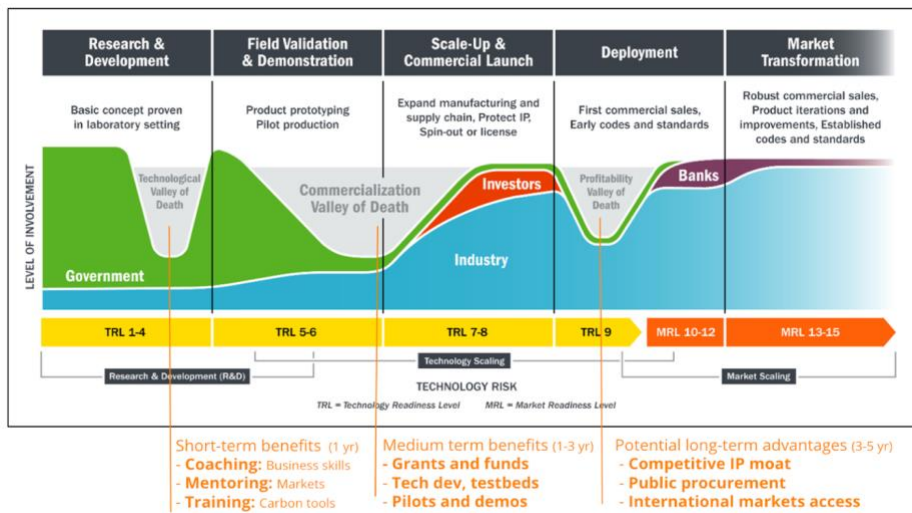 Research &
Development
Field Validation
& Demonstration
Scale-Up &
Commercial Launch
Deployment
Market
Transformation
Basic concept proven
in laboratory setting
Product prototyping
Pilot production
Expand manufacturing and
supply chain, Protect IP,
Spin-out or license
First commercial sales,
Early codes and standards
Robust commercial sales,
Product iterations and
improvements, Established
codes and standards
LEVEL OF INVOLVEMENT
Technological
Valley of
Death
Commercialization
Valley of Death
Investors
Profitability
Valley of
Death
Banks
Government
Industry
TRL 1-4
TRL 5-6
TRL 7-8
TRL 9
MRL 10-12
MRL 13-15
Technology Scaling
Research & Development (R&D)
Market Scaling
TECHNOLOGY RISK
TRL = Technology Readiness Level MRL = Market Readiness Level
Short-term benefits (1 yr)
- Coaching: Business skills
- Mentoring: Markets
- Training: Carbon tools
Medium term benefits (1-3 yr)
- Grants and funds
- Tech dev, testbeds
- Pilots and demos
Potential long-term advantages (3-5 yr)
- Competitive IP moat
- Public procurement
- International markets access